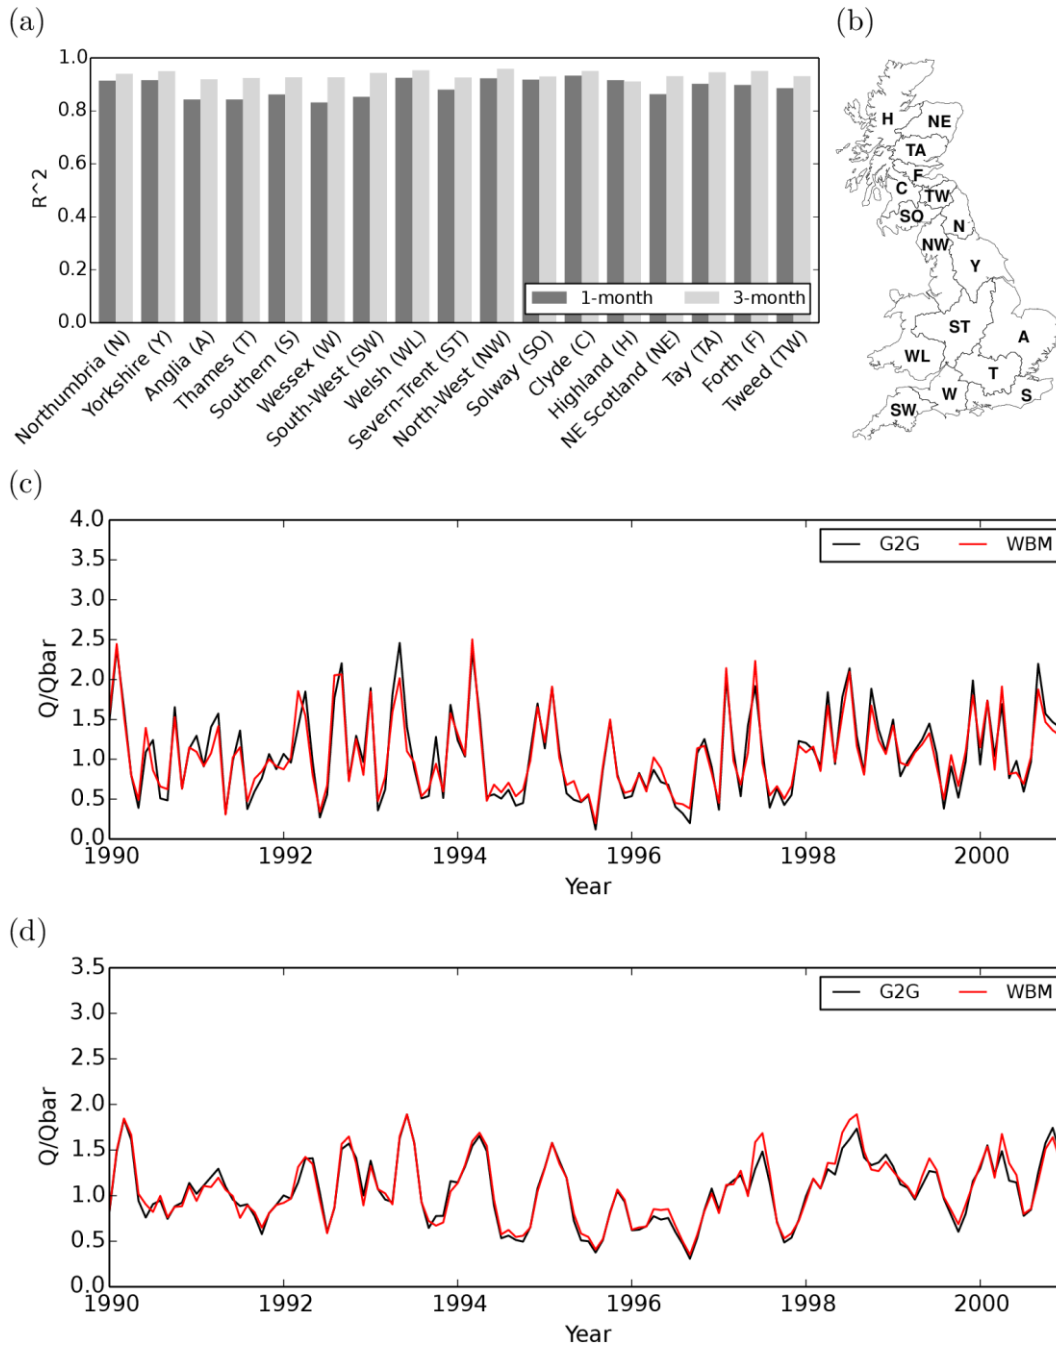 (a)
(b)
1.0
0.8
0.6
0.4
0.2
0.0
R^2
1-month
3-month
Northumbria (N)
Yorkshire (Y)
Anglia (A)
Thames (T)
Southern (S)
Wessex (W)
South-West (SW)
Welsh (WL)
Severn-Trent (ST)
North-West (NW)
Solway (SO)
Clyde (C)
Highland (H)
NE Scotland (NE)
Tay (TA)
Forth (F)
Tweed (TW)
H
NE
TA
F
C
TW
SO
N
NW
Y
ST
A
WL
T
W
S
SW
(c)
4.0
3.5
3.0
2.5
2.0
1.5
1.0
0.5
0.0
Q/Qbar
G2G
WBM
1990
1992
1994
1996
1998
2000
Year
(d)
3.5
3.0
2.5
2.0
1.5
1.0
0.5
0.0
Q/Qbar
G2G
WBM
1990
1992
1994
1996
1998
2000
Year